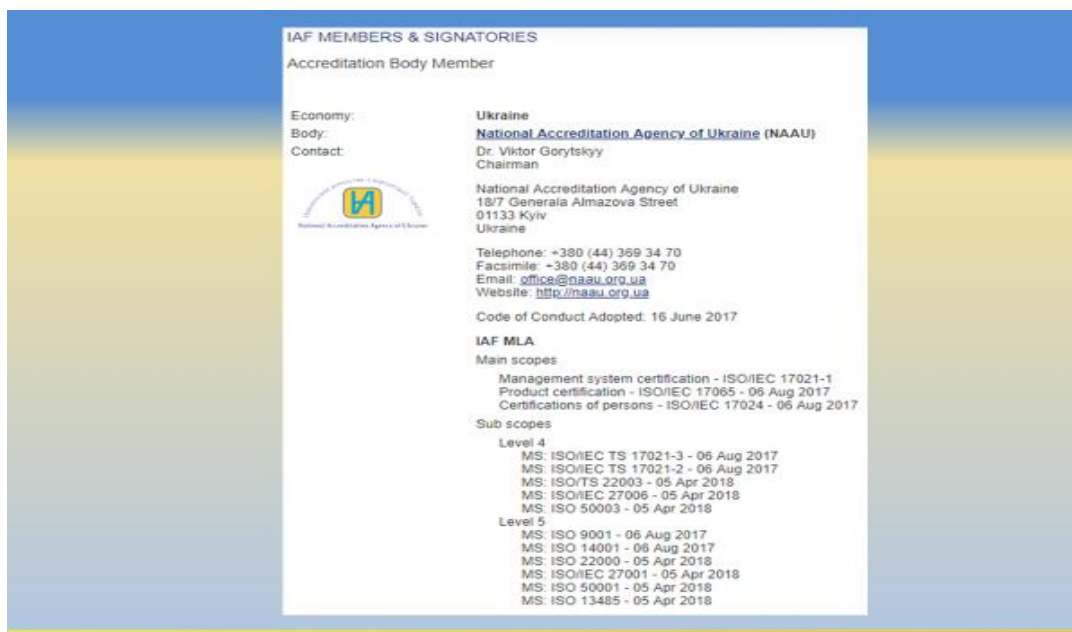 IAF MEMBERS & SIGNATORIES
Accreditation Body Member
Economy: Ukraine
Body: National Accreditation Agency of Ukraine (NAAU)
Contact: Dr. Viktor Gorytskyy
Chairman
National Accreditation Agency of Ukraine
National Accreditation Agency of Ukraine
18/7 Generala Almazova Street
01133 Kyiv
Ukraine
Telephone: +380 (44) 369 34 70
Facsimile: +380 (44) 369 34 70
Email: office@naau.org.ua
Website: http://naau.org.ua
Code of Conduct Adopted: 16 June 2017
IAF MLA
Main scopes
Management system certification - ISO/IEC 17021-1
Product certification - ISO/IEC 17065 - 06 Aug 2017
Certifications of persons - ISO/IEC 17024 - 06 Aug 2017
Sub scopes
Level 4
MS: ISO/IEC TS 17021-3 - 06 Aug 2017
MS: ISO/IEC TS 17021-2 - 06 Aug 2017
MS: ISO/TS 22003 - 05 Apr 2018
MS: ISO/IEC 27006 - 05 Apr 2018
MS: ISO 50003 - 05 Apr 2018
Level 5
MS: ISO 9001 - 06 Aug 2017
MS: ISO 14001 - 06 Aug 2017
MS: ISO 22000 - 05 Apr 2018
MS: ISO/IEC 27001 - 05 Apr 2018
MS: ISO 50001 - 05 Apr 2018
MS: ISO 13485 - 05 Apr 2018